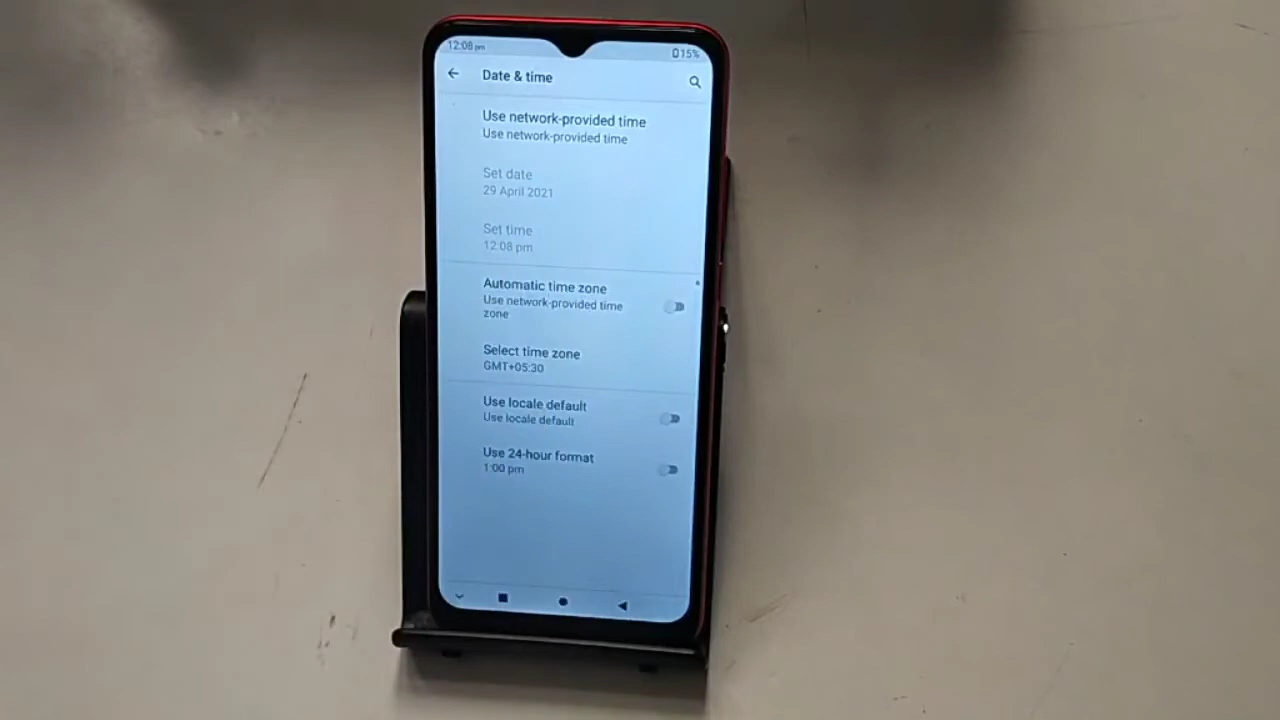 12:08 pm
15%
Date & time
Use network-provided time
Use network-provided time
Set date
29 April 2021
Set time
12:08 pm
Automatic time zone
Use network-provided time
zone
Select time zone
GMT+05:30
Use locale default
Use locale default
Use 24-hour format
1:00 pm